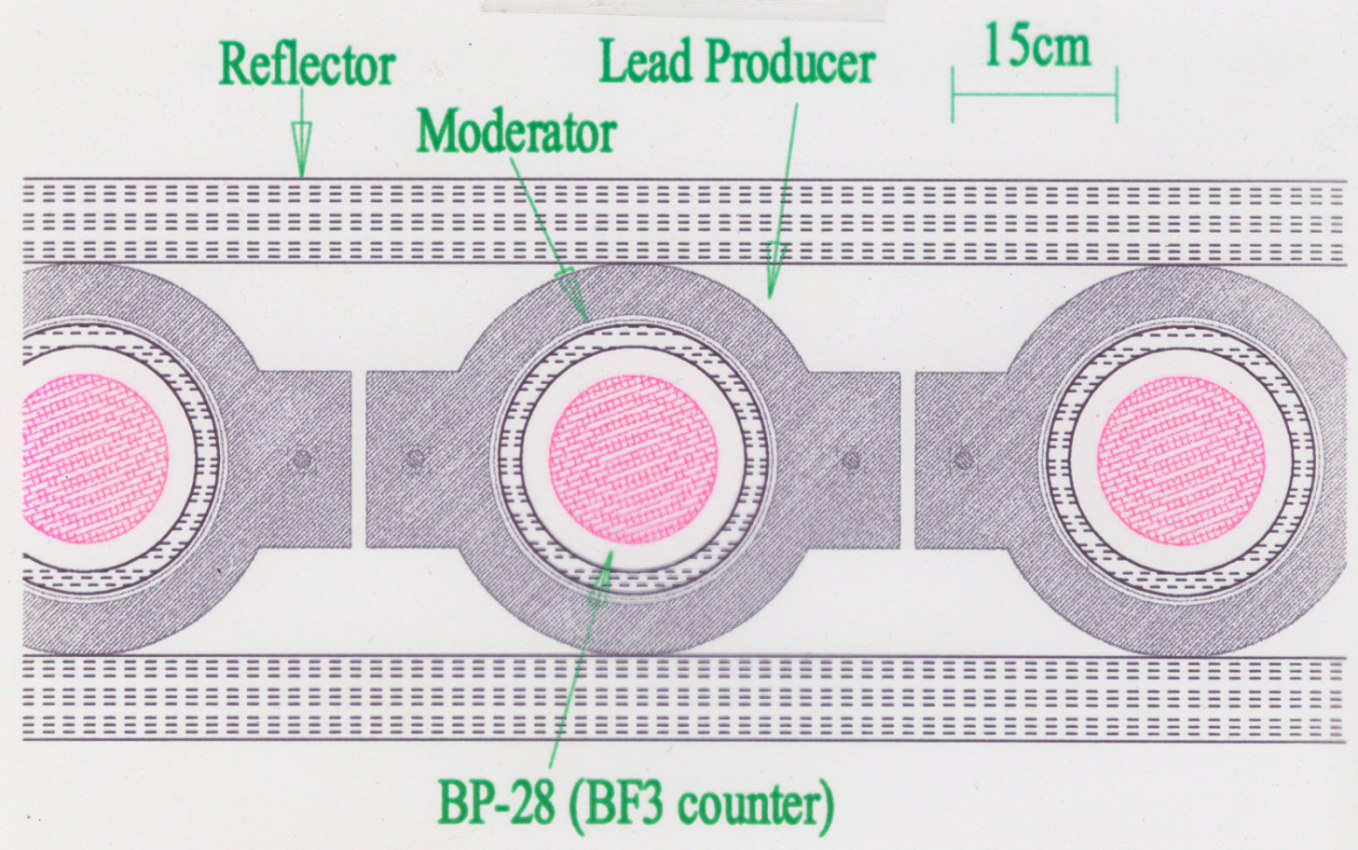 Reflector
Lead Producer
15cm
Moderator
BP-28 (BF3 counter)